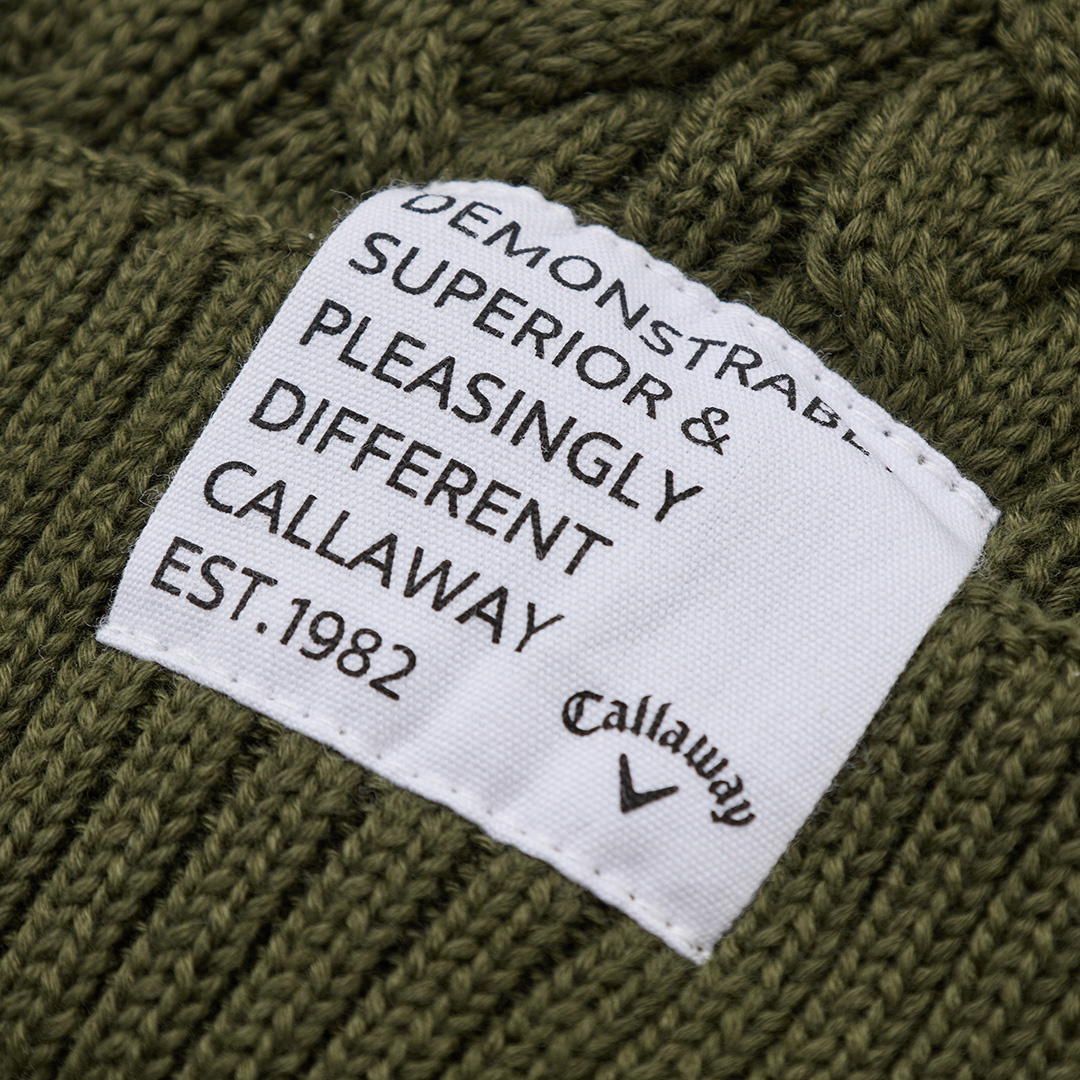 DEMONSTRABL
SUPERIOR &
PLEASINGLY
DIFFERENT
CALLAWAY
EST.1982
Callaway